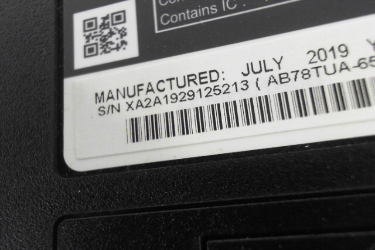 Contains IC :
MANUFACTURED: JULY 2019
S/N XA2A1929125213 ( AB78TUA-65